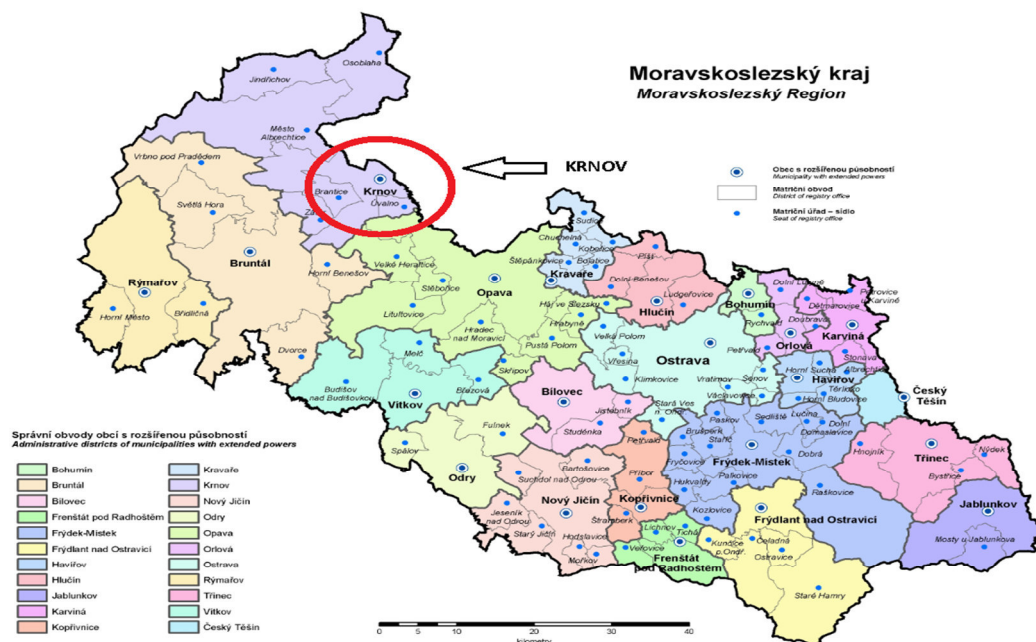 Moravskoslezský kraj
Moravskoslezský Region
KRNOV
Obec s rozšířenou působností
Municipality with extended powers
Matriční obvod
District of registry office
Matriční úřad – sídlo
Seat of registry office
Osoblaha
Jindřichov
Město
Albrechtice
Vrbno pod Pradědem
Krnov
Brantice
Úvalno
Světlá Hora
Bruntál
Horní Benešov
Rýmařov
Horní Město
Břidličná
Dvorce
Velké Heraltice
Stěbořice
Litultovice
Opava
Hradec
nad Moravicí
Háj ve Slezsku
Hrabyně
Pustá Polom
Skřipov
Chuchelná
Sudice
Kobeřice
Štěpánkovice
Bolatice
Kravaře
Píšť
Dolní Benešov
Ludgeřovice
Hlučín
Bohumín
Rychvald
Dolní Lutyně
Dětmarovice
Petrovice
u Karviné
Doubrava
Orlová
Petřvald
Karviná
Stonava
Albrechtice
Horní Suchá
Havířov
Těrlicko
Horní Bludovice
Český
Těšín
Velká Polom
Ostrava
Vřesina
Klimkovice
Vratimov
Šenov
Václavovice
Stará Ves
n. Ondř.
Melč
Budišov
nad Budišovkou
Březová
Vítkov
Bílovec
Jistebník
Studénka
Fulnek
Spálov
Odry
Bartošovice
Suchdol nad Odrou
Nový Jičín
Jeseník
nad Odrou
Starý Jičín
Hodslavice
Mořkov
Petřvald
Příbor
Kopřivnice
Štramberk
Lichnov
Tichá
Veřovice
Frenštát
pod Radhoštěm
Paskov
Sedliště
Lučina
Dolní
Domaslavice
Brušperk
Staříč
Fryčovice
Frýdek-Místek
Dobrá
Hukvaldy
Palkovice
Raškovice
Kozlovice
Hnojník
Třinec
Nýdek
Bystřice
Jablunkov
Mosty u Jablunkova
Frýdlant nad Ostravicí
Kunčice
p.Ondř.
Čeladná
Ostravice
Staré Hamry
Správní obvody obcí s rozšířenou působností
Administrative districts of municipalities with extended powers
Bohumín
Bruntál
Bílovec
Frenštát pod Radhoštěm
Frýdek-Místek
Frýdlant nad Ostravicí
Havířov
Hlučín
Jablunkov
Karviná
Kopřivnice
Kravaře
Krnov
Nový Jičín
Odry
Opava
Orlová
Ostrava
Rýmařov
Třinec
Vítkov
Český Těšín
0 5 10 20 30 40
kilometry